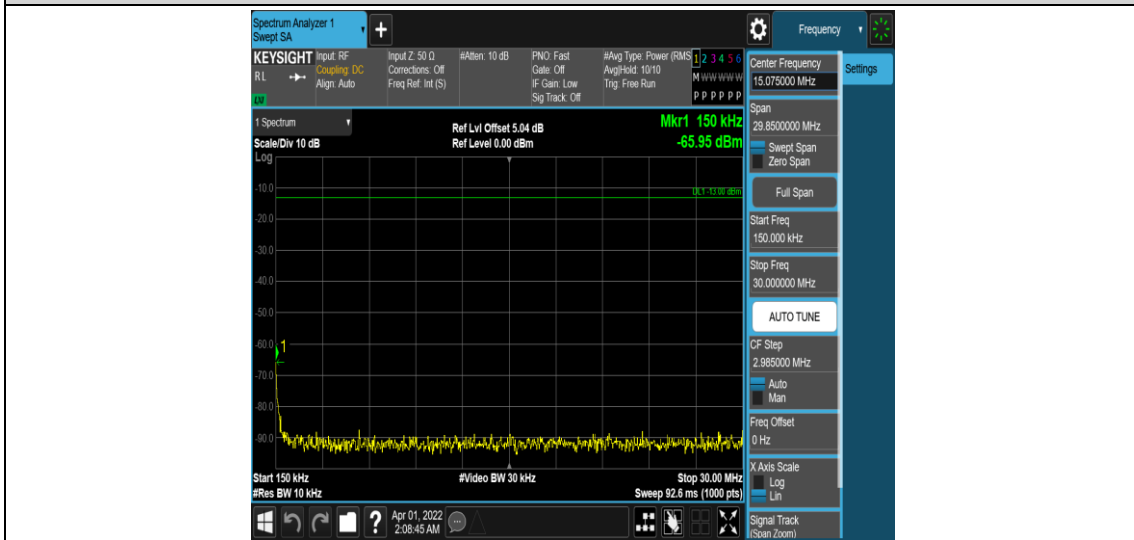 Spectrum Analyzer 1
Swept SA
Frequency
KEYSIGHT
RL
Input: RF
Coupling: DC
Align: Auto
Input Z: 50 Ω
Corrections: Off
Freq Ref: Int (S)
#Atten: 10 dB
PNO: Fast
Gate: Off
IF Gain: Low
Sig Track: Off
#Avg Type: Power (RMS
Avg|Hold: 10/10
Trig: Free Run
1 2 3 4 5 6
M W W W W W
P P P P P P
1 Spectrum
Scale/Div 10 dB
Log
Ref Lvl Offset 5.04 dB
Ref Level 0.00 dBm
Mkr1 150 kHz
-65.95 dBm
DL1 -13.00 dBm
-10.0
-20.0
-30.0
-40.0
-50.0
-60.0
1
-70.0
-80.0
-90.0
Start 150 kHz
#Res BW 10 kHz
#Video BW 30 kHz
Stop 30.00 MHz
Sweep 92.6 ms (1000 pts)
Center Frequency
15.075000 MHz
Settings
Span
29.8500000 MHz
Swept Span
Zero Span
Full Span
Start Freq
150.000 kHz
Stop Freq
30.000000 MHz
AUTO TUNE
CF Step
2.985000 MHz
Auto
Man
Freq Offset
0 Hz
X Axis Scale
Log
Lin
Signal Track
(Span Zoom)
?
Apr 01, 2022
2:08:45 AM